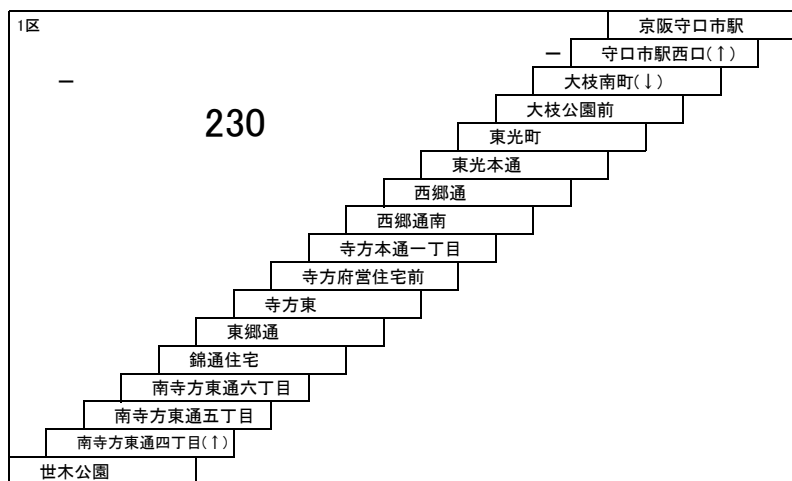 1区
京阪守口市駅
ー 守口市駅西口(↑)
ー
大枝南町(↓)
230
大枝公園前
東光町
東光本通
西郷通
西郷通南
寺方本通一丁目
寺方府営住宅前
寺方東
東郷通
錦通住宅
南寺方東通六丁目
南寺方東通五丁目
南寺方東通四丁目(↑)
世木公園